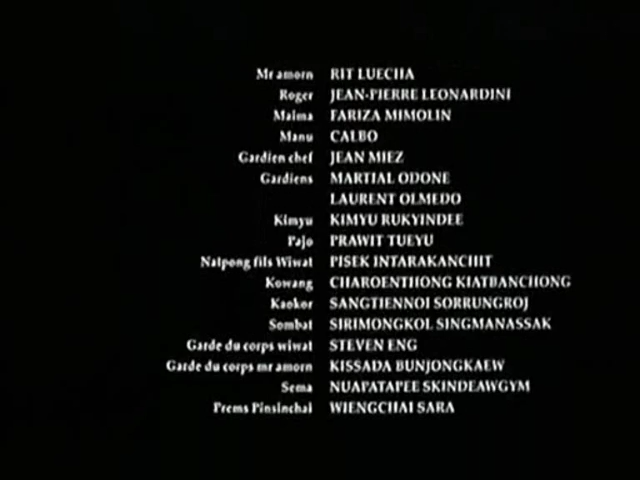 Mr amorn RIT LUECHA
Roger JEAN-PIERRE LEONARDINI
Maima FARIZA MIMOLIN
Manu CALBO
Gardien chef JEAN MIEZ
Gardiens MARTIAL ODONE
LAURENT OLMEDO
Kimyu KIMYU RUKYINDEE
Pajo PRAWIT TUEYU
Natpong fils Wiwat PISEK INTARAKANCHIT
Kowang CHAROENTHONG KIATBANCHONG
Kaokor SANGTIENNOI SORRUNGROJ
Sombat SIRIMONGKOL SINGMANASSAK
Garde du corps wiwat STEVEN ENG
Garde du corps mr amorn KISSADA BUNJONGKAEW
Sema NUAPATAPEE SKINDEAWGYM
Prems Pinsinchai WIENGCHAI SARA